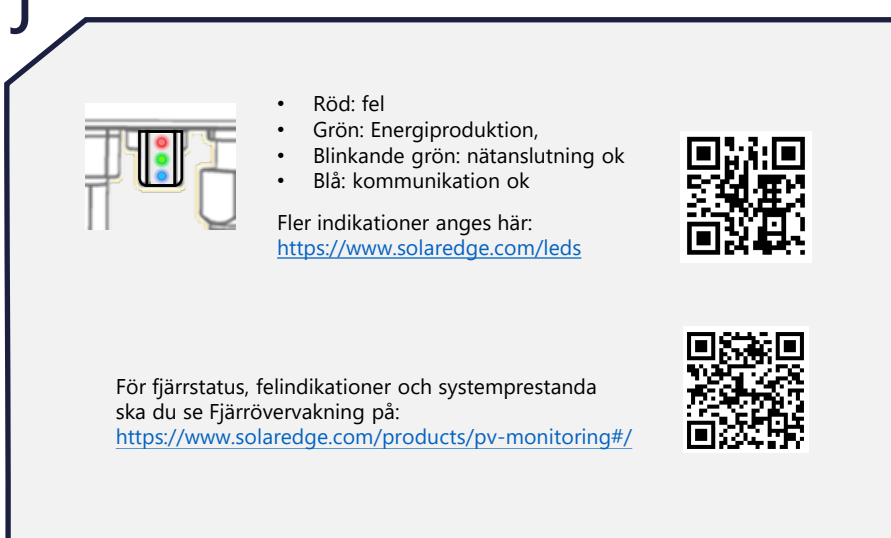 • Röd: fel
• Grön: Energiproduktion,
• Blinkande grön: nätanslutning ok
• Blå: kommunikation ok
Fler indikationer anges här:
https://www.solaredge.com/leds
För fjärrstatus, felindikationer och systemprestanda
ska du se Fjärrövervakning på:
https://www.solaredge.com/products/pv-monitoring#/